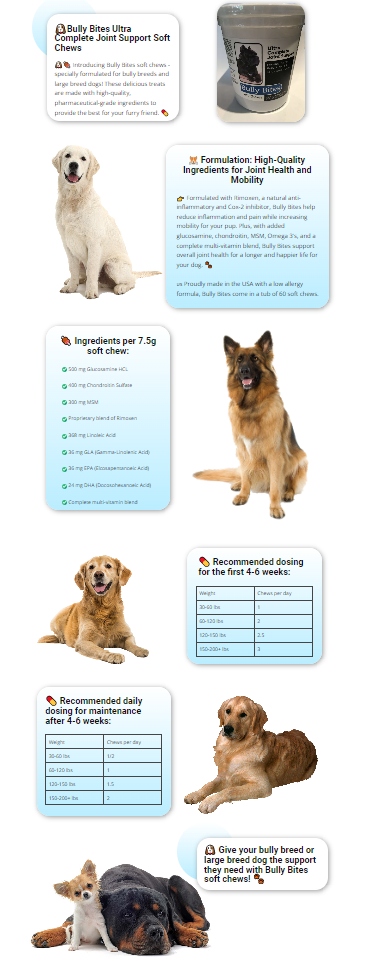 Bully Bites Ultra
Complete Joint Support Soft
Chews
Introducing Bully Bites soft chews -
specially formulated for bully breeds and
large breed dogs! These delicious treats
are made with high-quality,
pharmaceutical-grade ingredients to
provide the best for your furry friend.
Ultra
Complete
Joint Support
Bully Bites
Formulation: High-Quality
Ingredients for Joint Health and
Mobility
Formulated with Rimoven, a natural anti-
inflammatory and Cox-2 inhibitor, Bully Bites help
reduce inflammation and pain while increasing
mobility for your pup. Plus, with added
glucosamine, chondroitin, MSM, Omega 3's, and a
complete multi-vitamin blend, Bully Bites support
overall joint health for a longer and happier life for
your dog.
us Proudly made in the USA with a low allergy
formula, Bully Bites come in a tub of 60 soft chews.
Ingredients per 7.5g
soft chew:
500 mg Glucosamine HCL
400 mg Chondroitin Sulfate
300 mg MSM
Proprietary blend of Rimoven
368 mg Linoleic Acid
36 mg GLA (Gamma-Linolenic Acid)
36 mg EPA (Eicosapentaenoic Acid)
24 mg DHA (Docosohexaenoic Acid)
Complete multi-vitamin blend
Recommended dosing
for the first 4-6 weeks:
Weight Chews per day
30-60 lbs 1
60-120 lbs 2
120-150 lbs 2.5
150-200+ lbs 3
Recommended daily
dosing for maintenance
after 4-6 weeks:
Weight Chews per day
30-60 lbs 1/2
60-120 lbs 1
120-150 lbs 1.5
150-200+ lbs 2
Give your bully breed or
large breed dog the support
they need with Bully Bites
soft chews!